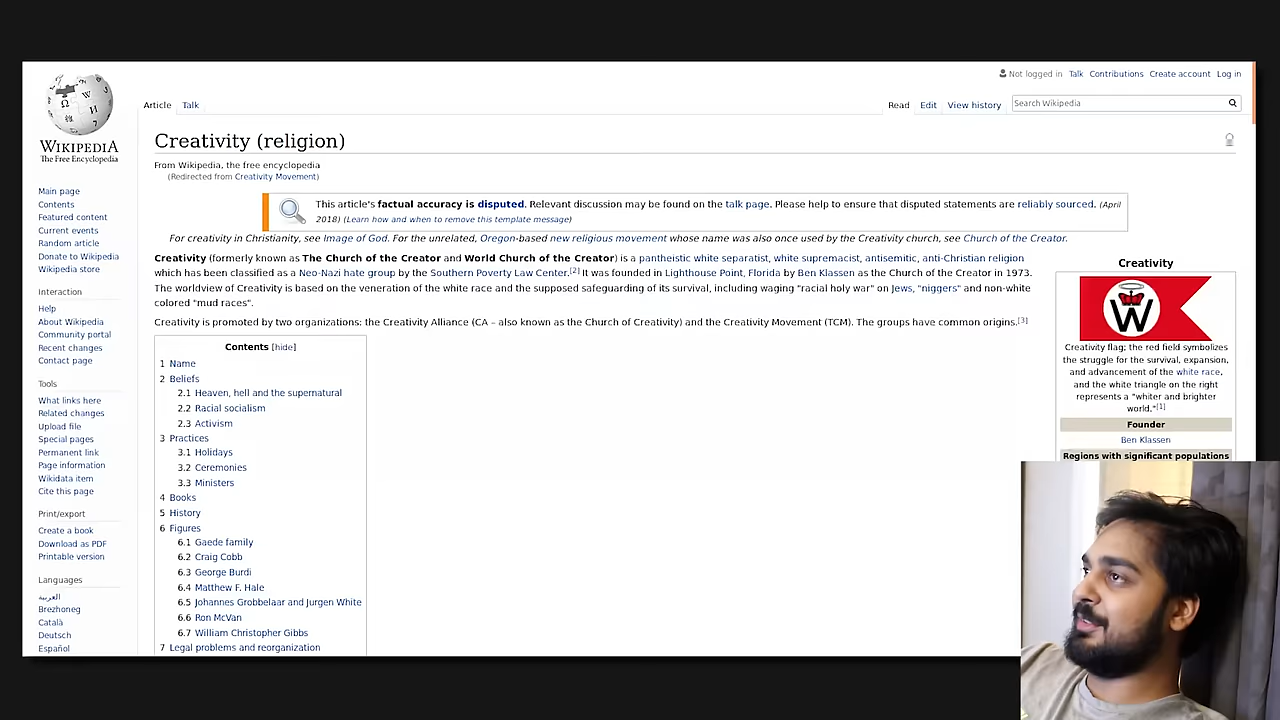 Not logged in Talk Contributions Create account Log in
Article Talk Read Edit View history Search Wikipedia
WIKIPEDIA
The Free Encyclopedia
Main page
Contents
Featured content
Current events
Random article
Donate to Wikipedia
Wikipedia store
Interaction
Help
About Wikipedia
Community portal
Recent changes
Contact page
Tools
What links here
Related changes
Upload file
Special pages
Permanent link
Page information
Wikidata item
Cite this page
Print/export
Create a book
Download as PDF
Printable version
Languages
العربية
Brezhoneg
Català
Deutsch
Español
Creativity (religion)
From Wikipedia, the free encyclopedia
(Redirected from Creativity Movement)
This article's factual accuracy is disputed. Relevant discussion may be found on the talk page. Please help to ensure that disputed statements are reliably sourced. (April
2018) (Learn how and when to remove this template message)
For creativity in Christianity, see Image of God. For the unrelated, Oregon-based new religious movement whose name was also once used by the Creativity church, see Church of the Creator.
Creativity (formerly known as The Church of the Creator and World Church of the Creator) is a pantheistic white separatist, white supremacist, antisemitic, anti-Christian religion
which has been classified as a Neo-Nazi hate group by the Southern Poverty Law Center.[2] It was founded in Lighthouse Point, Florida by Ben Klassen as the Church of the Creator in 1973.
The worldview of Creativity is based on the veneration of the white race and the supposed safeguarding of its survival, including waging "racial holy war" on Jews, "niggers" and non-white
colored "mud races".
Creativity is promoted by two organizations: the Creativity Alliance (CA – also known as the Church of Creativity) and the Creativity Movement (TCM). The groups have common origins.[3]
Contents [hide]
1 Name
2 Beliefs
2.1 Heaven, hell and the supernatural
2.2 Racial socialism
2.3 Activism
3 Practices
3.1 Holidays
3.2 Ceremonies
3.3 Ministers
4 Books
5 History
6 Figures
6.1 Gaede family
6.2 Craig Cobb
6.3 George Burdi
6.4 Matthew F. Hale
6.5 Johannes Grobbelaar and Jurgen White
6.6 Ron McVan
6.7 William Christopher Gibbs
7 Legal problems and reorganization
Creativity
W
Creativity flag; the red field symbolizes
the struggle for the survival, expansion,
and advancement of the white race,
and the white triangle on the right
represents a "whiter and brighter
world."[1]
Founder
Ben Klassen
Regions with significant populations